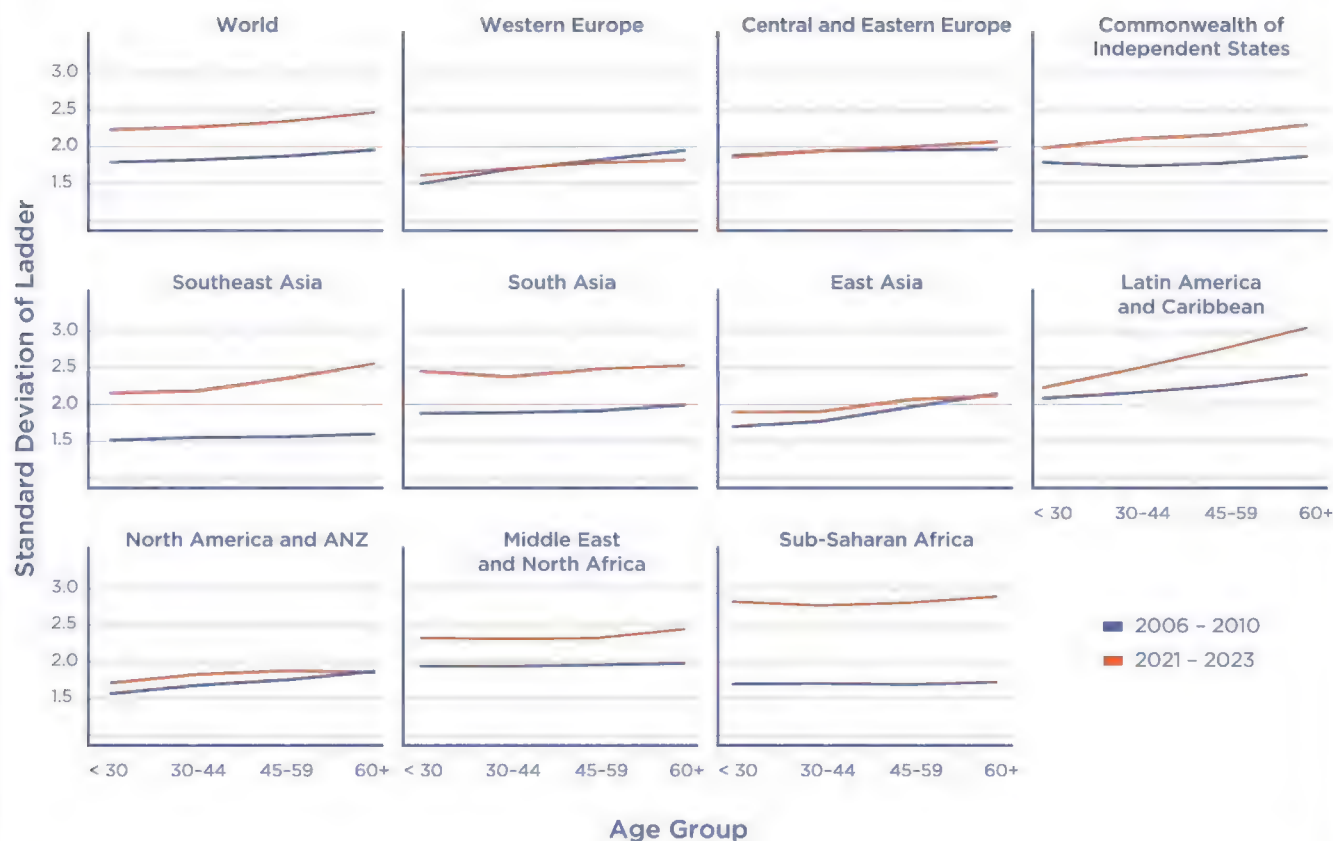 World
Western Europe
Central and Eastern Europe
Commonwealth of
Independent States
3.0
2.5
2.0
1.5
Standard Deviation of Ladder
Southeast Asia
South Asia
East Asia
Latin America
and Caribbean
3.0
2.5
2.0
1.5
< 30 30–44 45–59 60+
North America and ANZ
Middle East
and North Africa
Sub-Saharan Africa
3.0
2.5
2.0
1.5
2006 – 2010
2021 – 2023
< 30 30–44 45–59 60+
< 30 30–44 45–59 60+
< 30 30–44 45–59 60+
Age Group